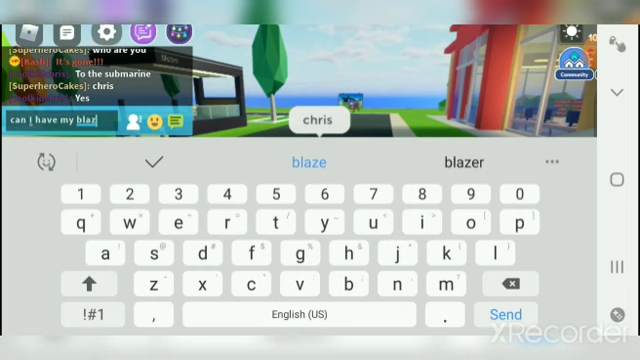 [SuperheroCakes]: who are you
[Kash]: It's gone!!!
To the submarine
[SuperheroCakes]: chris
Yes
can I have my blaz
chris
Community
blaze
blazer
1 2 3 4 5 6 7 8 9 0
q w e r t y u i o p
a s d f g h j k l
z x c v b n m
!#1 , English (US) . Send
XRecorder